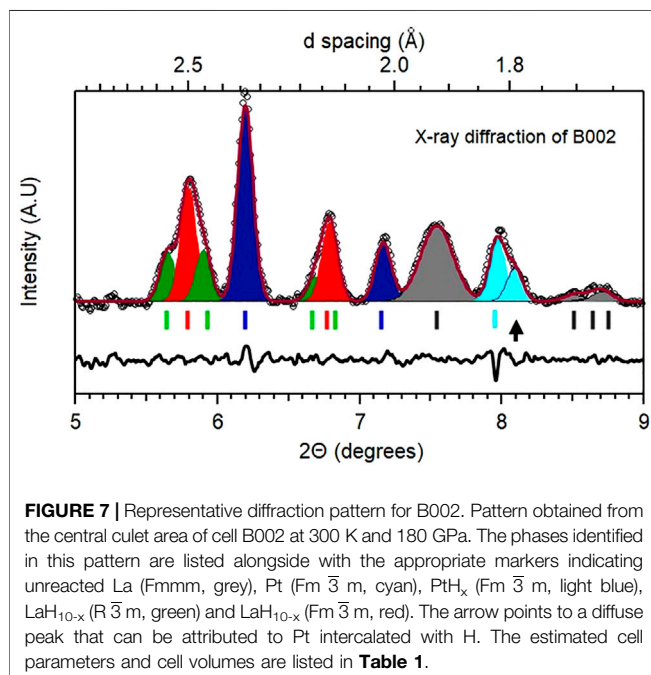 d spacing (Å)
2.5 2.0 1.8
X-ray diffraction of B002
Intensity (A.U)
5 6 7 8 9
2Θ (degrees)
FIGURE 7 | Representative diffraction pattern for B002. Pattern obtained from
the central culet area of cell B002 at 300 K and 180 GPa. The phases identified
in this pattern are listed alongside with the appropriate markers indicating
unreacted La (Fmmm, grey), Pt (Fm 3̅ m, cyan), PtHₓ (Fm 3̅ m, light blue),
LaH₁₀₋ₓ (R 3̅ m, green) and LaH₁₀₋ₓ (Fm 3̅ m, red). The arrow points to a diffuse
peak that can be attributed to Pt intercalated with H. The estimated cell
parameters and cell volumes are listed in Table 1.